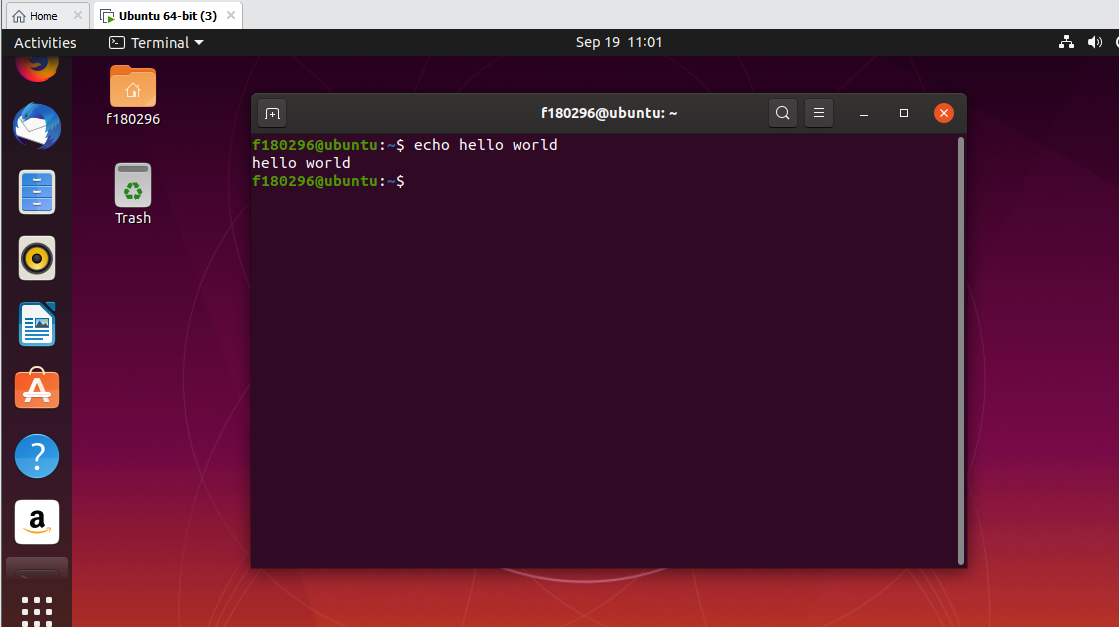 Home
Ubuntu 64-bit (3)
Activities
Terminal
Sep 19 11:01
f180296
Trash
f180296@ubuntu: ~
f180296@ubuntu:~$ echo hello world
hello world
f180296@ubuntu:~$
?
a